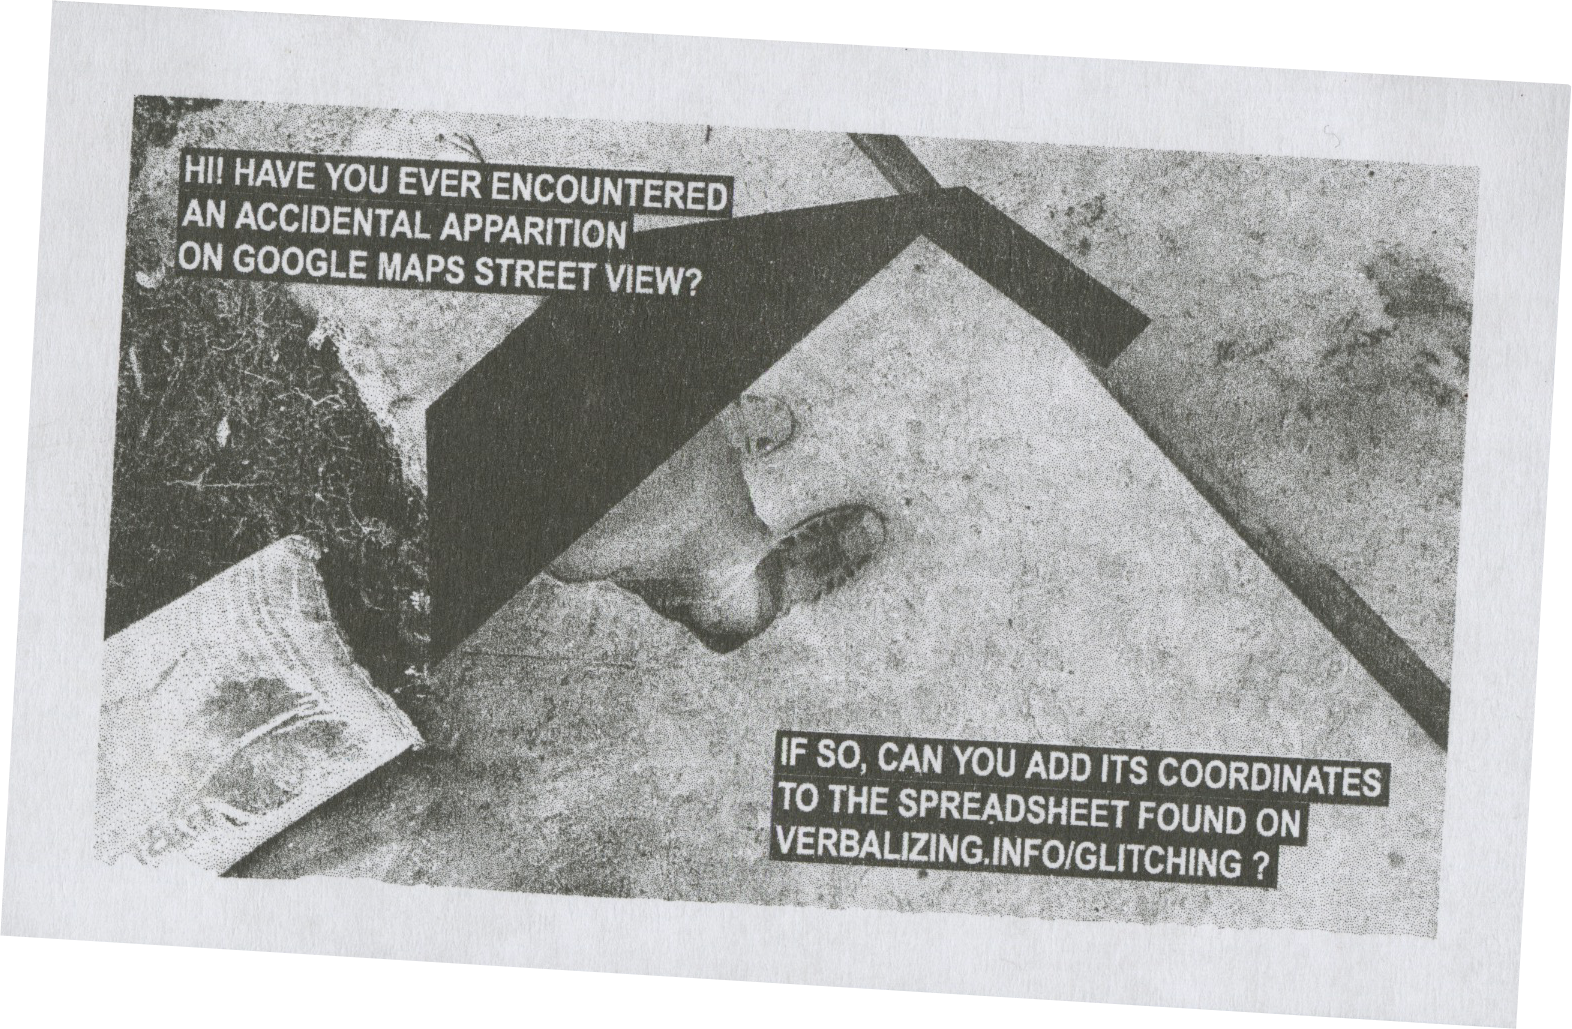 HI! HAVE YOU EVER ENCOUNTERED
AN ACCIDENTAL APPARITION
ON GOOGLE MAPS STREET VIEW?
IF SO, CAN YOU ADD ITS COORDINATES
TO THE SPREADSHEET FOUND ON
VERBALIZING.INFO/GLITCHING ?